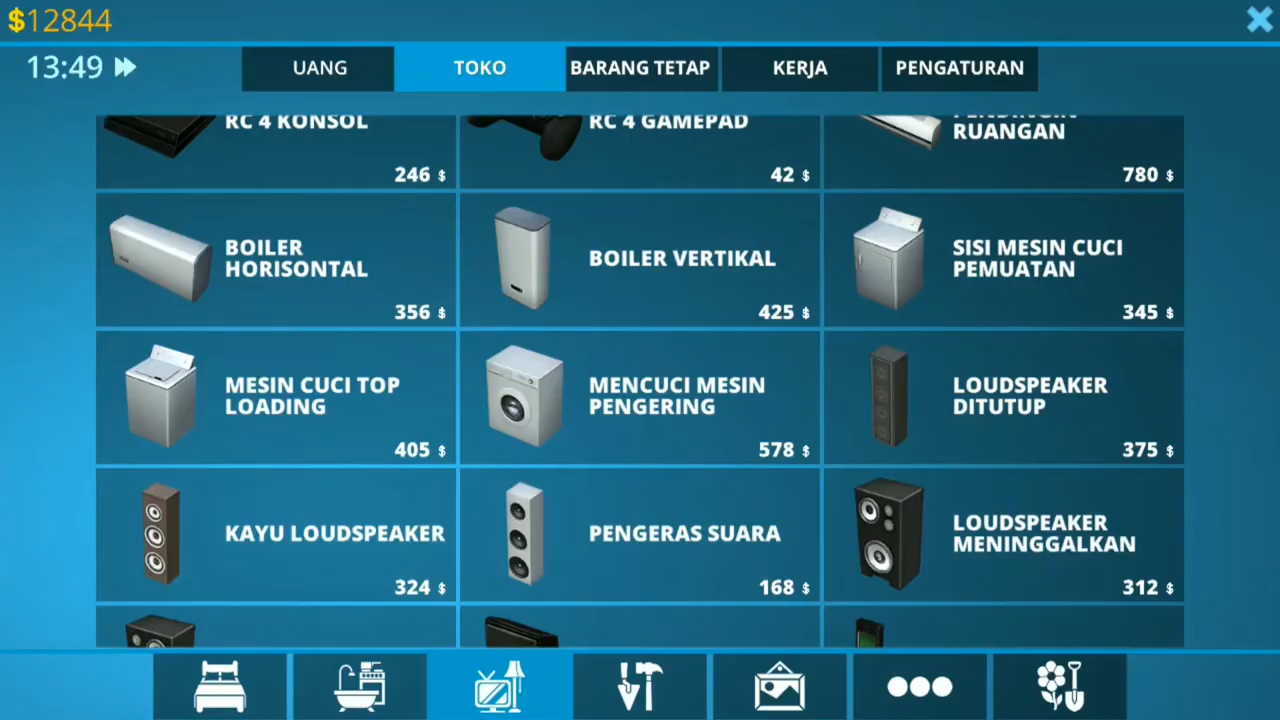 $12844
13:49
UANG
TOKO
BARANG TETAP
KERJA
PENGATURAN
RC 4 KONSOL
246 $
RC 4 GAMEPAD
42 $
PENDINGIN
RUANGAN
780 $
BOILER
HORISONTAL
356 $
BOILER VERTIKAL
425 $
SISI MESIN CUCI
PEMUATAN
345 $
MESIN CUCI TOP
LOADING
405 $
MENCUCI MESIN
PENGERING
578 $
LOUDSPEAKER
DITUTUP
375 $
KAYU LOUDSPEAKER
324 $
PENGERAS SUARA
168 $
LOUDSPEAKER
MENINGGALKAN
312 $